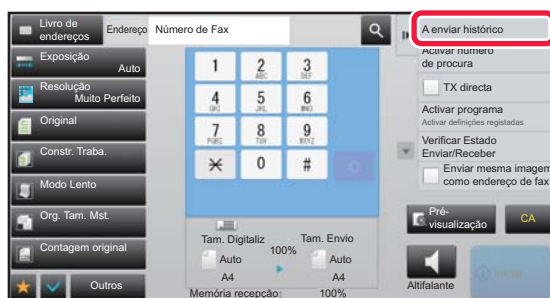 Livro de
endereços
Endereço
Número de Fax
Exposição
Auto
Resolução
Muito Perfeito
Original
Constr. Traba.
Modo Lento
Org. Tam. Mst.
Contagem original
Outros
1
2
ABC
3
DEF
4
GHI
5
JKL
6
MNO
7
PQRS
8
TUV
9
WXYZ
0
#
C
Tam. Digitaliz
100%
Tam. Envio
Auto
A4
Auto
A4
Memória recepção:
100%
A enviar histórico
Activar número
de procura
TX directa
Activar programa
Activar definições registadas
Verificar Estado
Enviar/Receber
Enviar mesma imagem
como endereço de fax
Pré-
visualização
CA
Altifalante
Iniciar